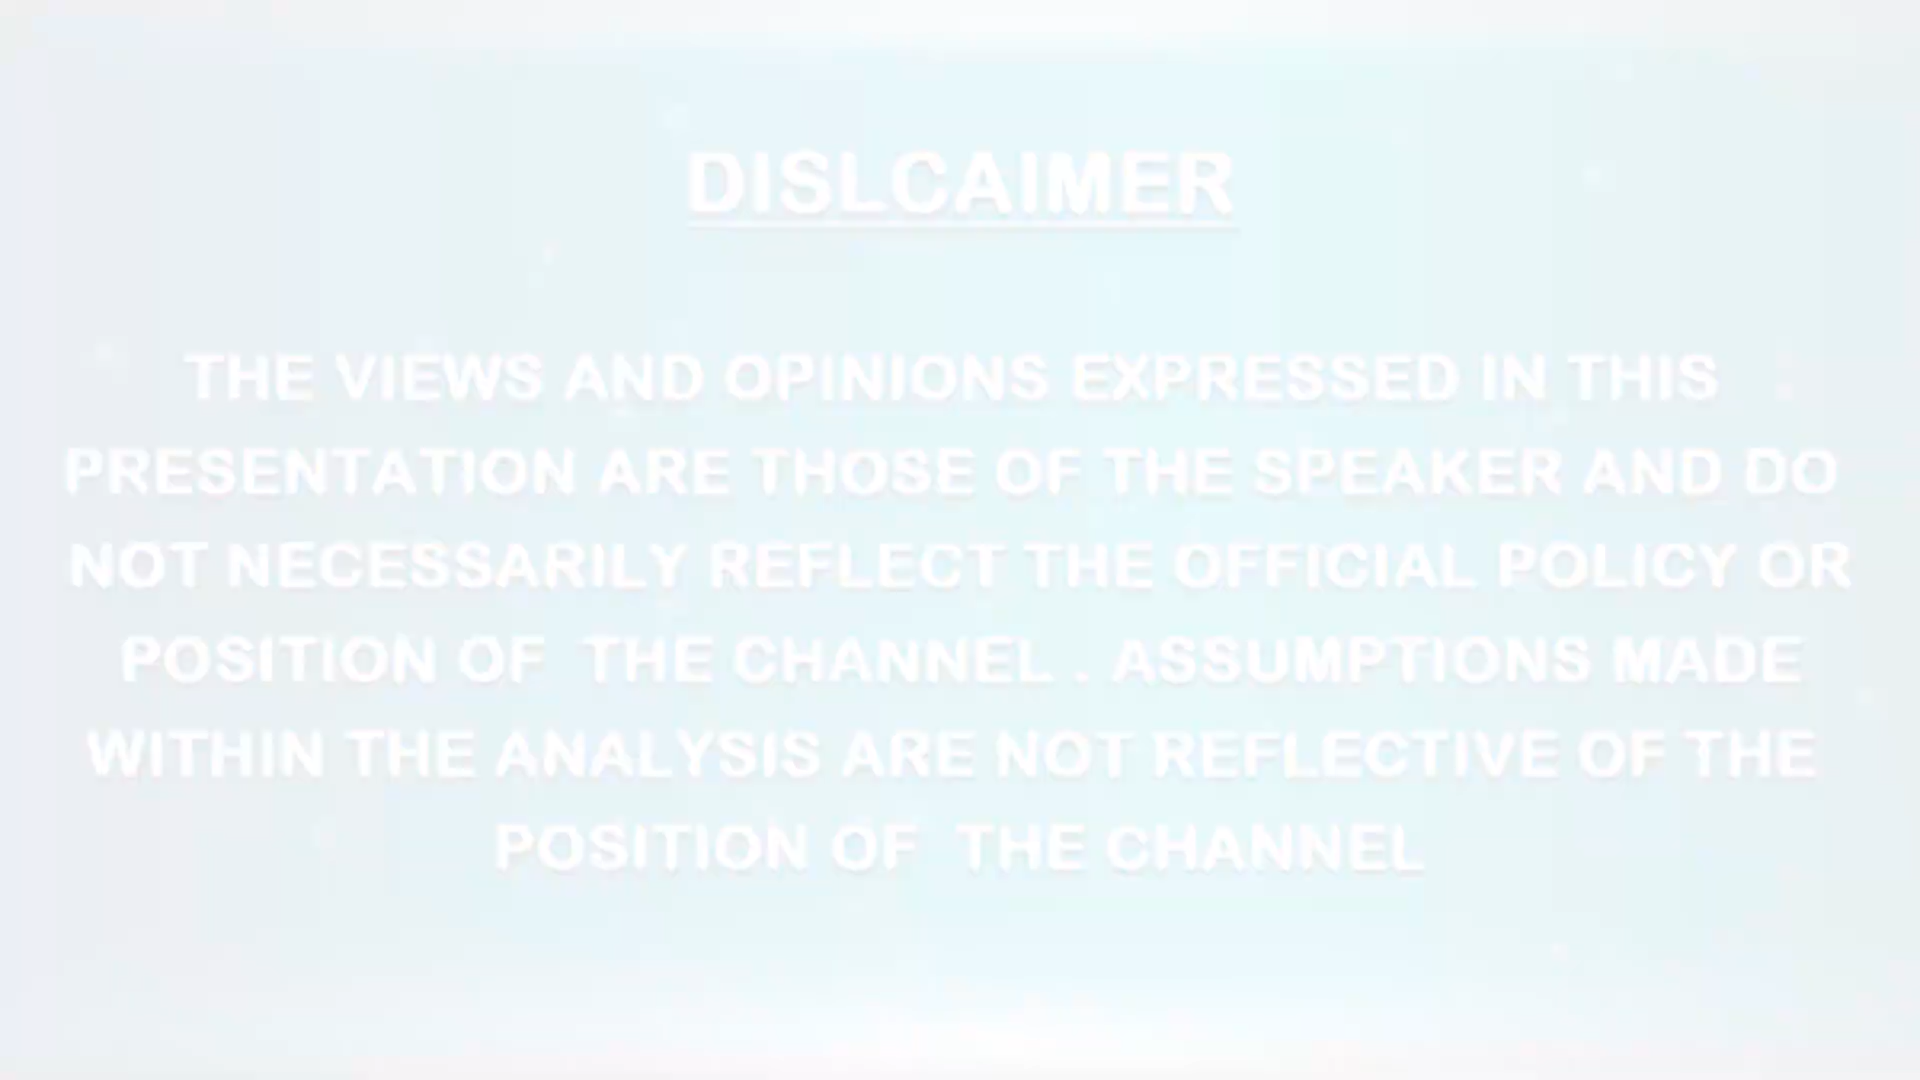 DISLCAIMER
THE VIEWS AND OPINIONS EXPRESSED IN THIS
PRESENTATION ARE THOSE OF THE SPEAKER AND DO
NOT NECESSARILY REFLECT THE OFFICIAL POLICY OR
POSITION OF THE CHANNEL . ASSUMPTIONS MADE
WITHIN THE ANALYSIS ARE NOT REFLECTIVE OF THE
POSITION OF THE CHANNEL